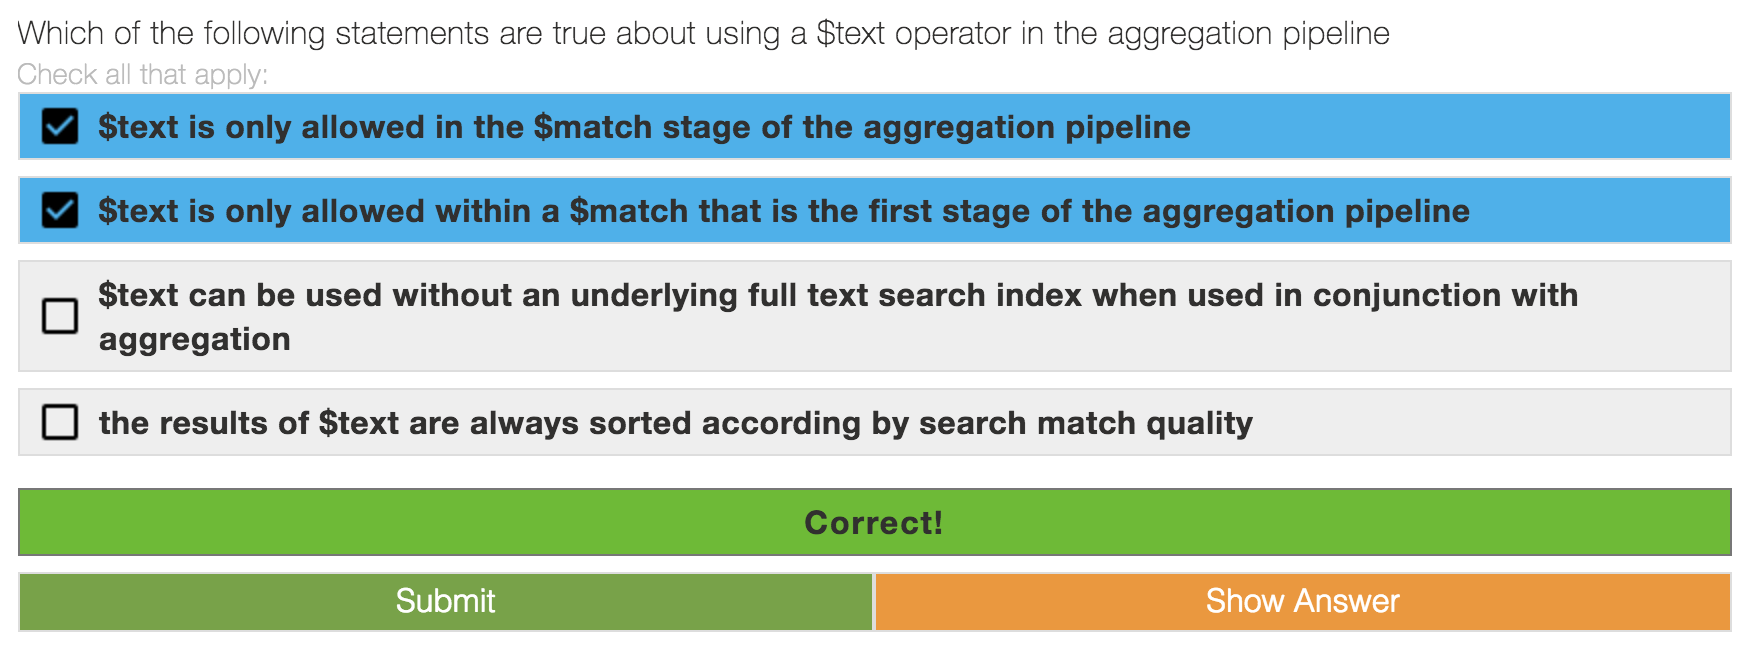 Which of the following statements are true about using a $text operator in the aggregation pipeline
Check all that apply:
$text is only allowed in the $match stage of the aggregation pipeline
$text is only allowed within a $match that is the first stage of the aggregation pipeline
$text can be used without an underlying full text search index when used in conjunction with
aggregation
the results of $text are always sorted according by search match quality
Correct!
Submit
Show Answer